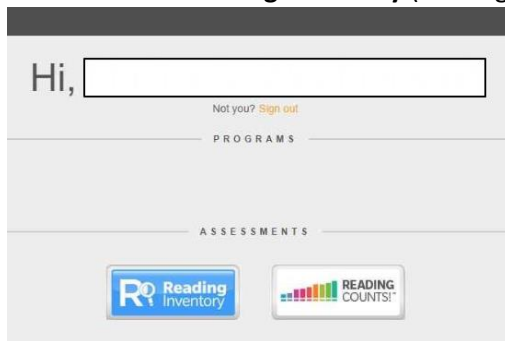 Hi,
Not you? Sign out
PROGRAMS
ASSESSMENTS
Reading
Inventory
READING
COUNTS!